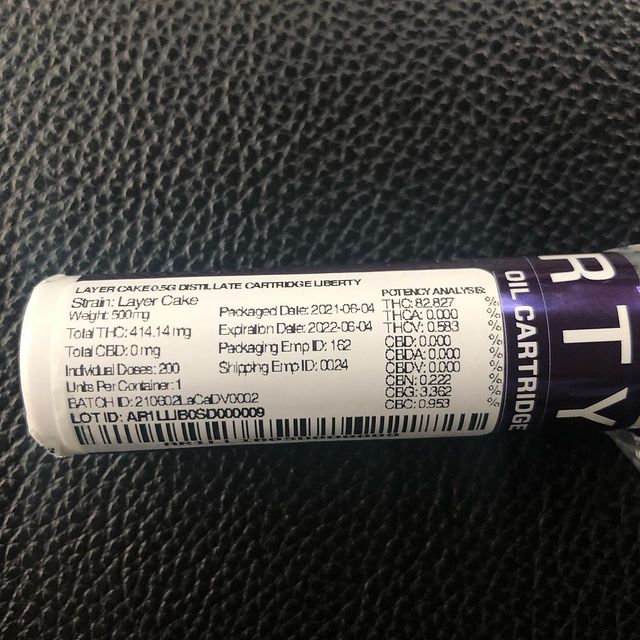 LAYER CAKE 0.5G DISTILLATE CARTRIDGE LIBERTY
Strain: Layer Cake
Weight: 500mg
Total THC: 414.14 mg
Total CBD: 0 mg
Individual Doses: 200
Units Per Container: 1
BATCH ID: 210602LaCaDV0002
LOT ID: AIR1LLIB0SD000009
Packaged Date: 2021-06-04
Expiration Date: 2022-06-04
Packaging Emp ID: 162
Shipping Emp ID: 0024
POTENCY ANALYSIS:
THC: 82.827 %
THCA: 0.000 %
THCV: 0.583 %
CBD: 0.000 %
CBDA: 0.000 %
CBDV: 0.000 %
CBN: 0.222 %
CBG: 3.362 %
CBC: 0.953 %
OIL CARTRIDGE
RTY